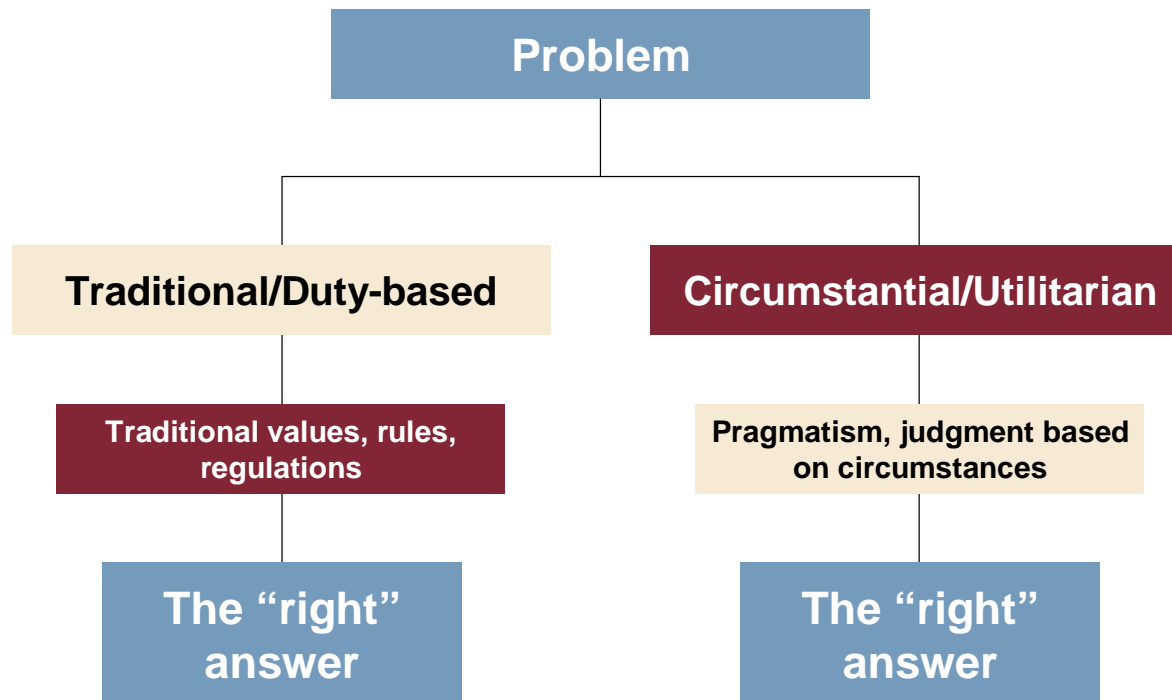 Problem
Traditional/Duty-based
Circumstantial/Utilitarian
Traditional values, rules,
regulations
Pragmatism, judgment based
on circumstances
The “right”
answer
The “right”
answer